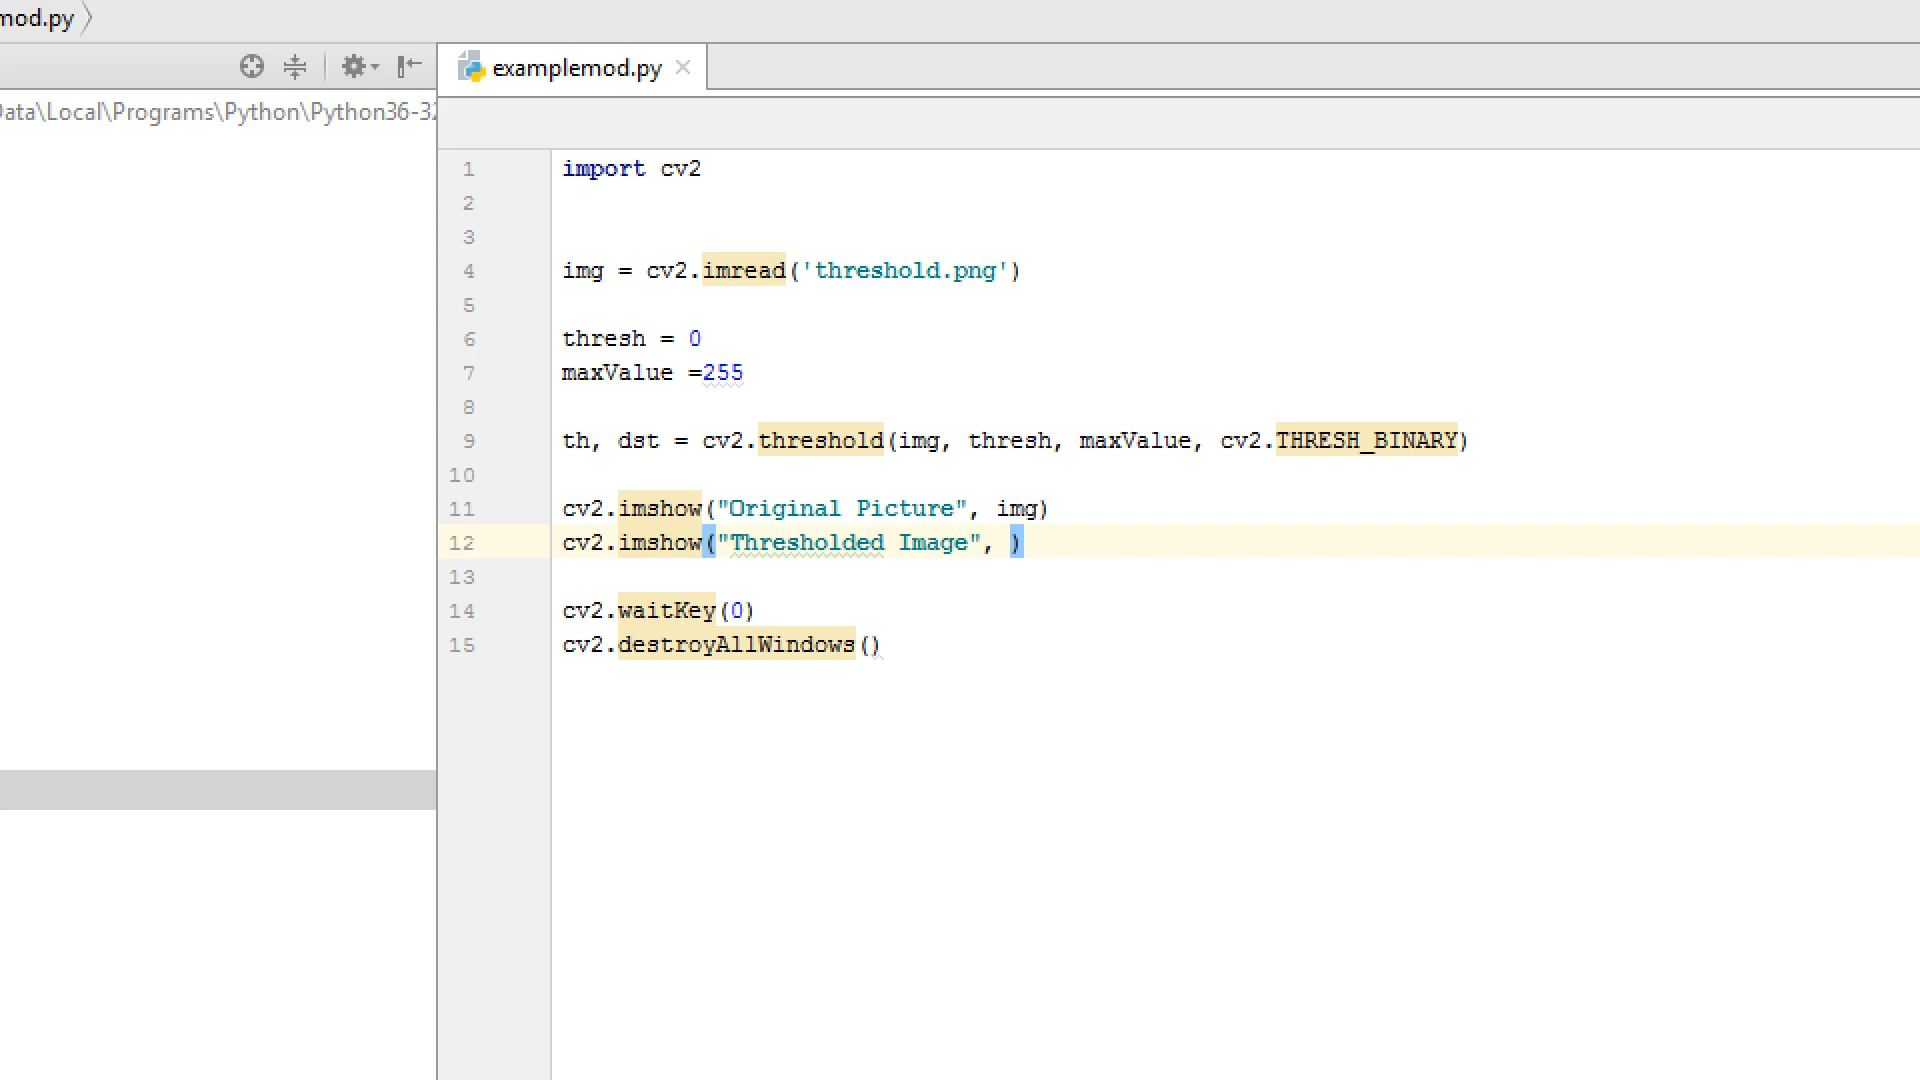 mod.py
examplemod.py
Data\Local\Programs\Python\Python36-32
1 import cv2
2
3
4 img = cv2.imread('threshold.png')
5
6 thresh = 0
7 maxValue =255
8
9 th, dst = cv2.threshold(img, thresh, maxValue, cv2.THRESH_BINARY)
10
11 cv2.imshow("Original Picture", img)
12 cv2.imshow("Thresholded Image", )
13
14 cv2.waitKey(0)
15 cv2.destroyAllWindows()